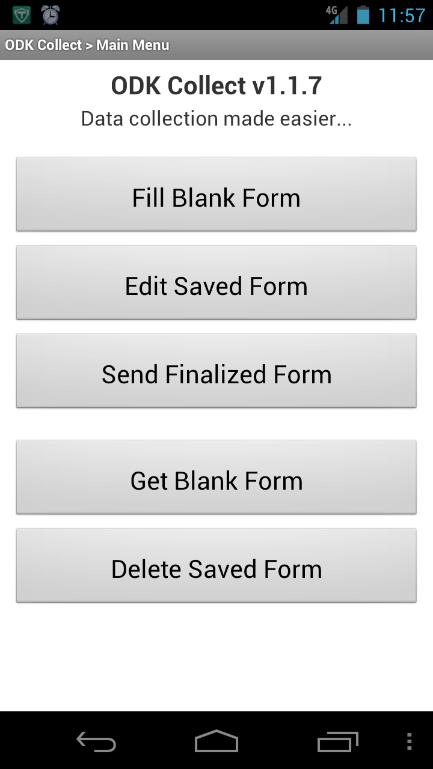 4G 11:57
ODK Collect > Main Menu
ODK Collect v1.1.7
Data collection made easier...
Fill Blank Form
Edit Saved Form
Send Finalized Form
Get Blank Form
Delete Saved Form